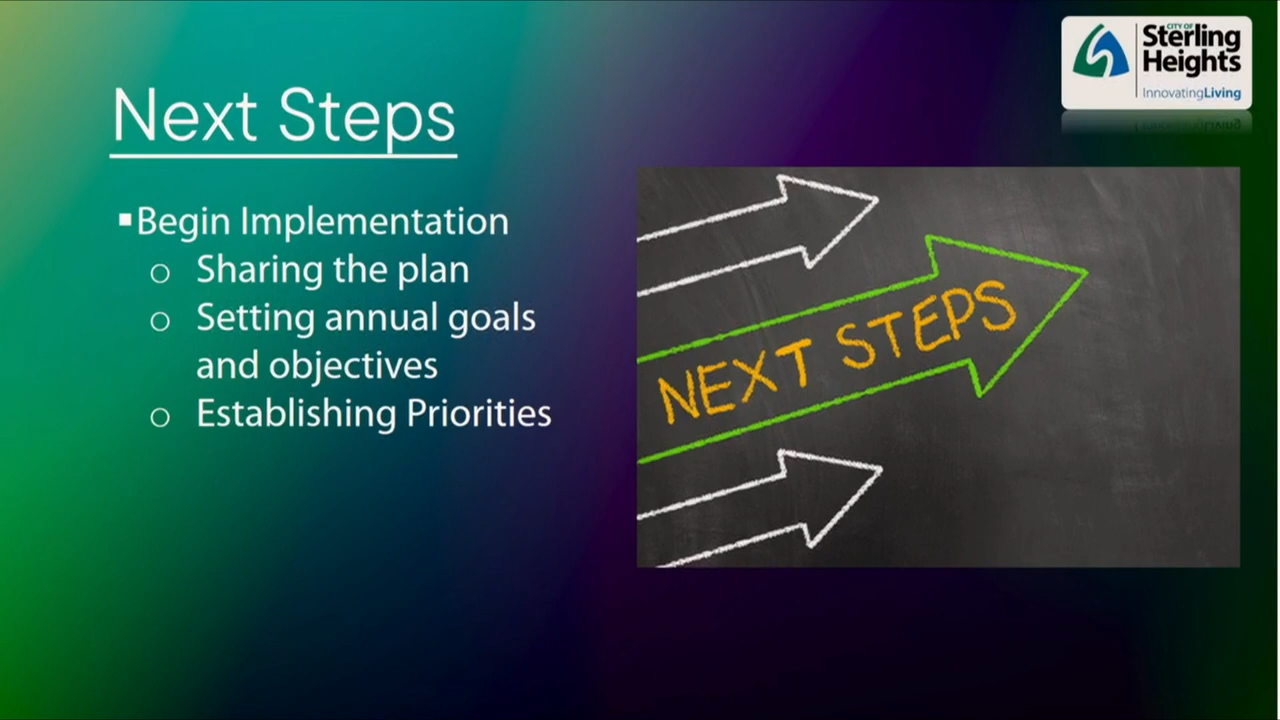 Next Steps
▪Begin Implementation
o Sharing the plan
o Setting annual goals
and objectives
o Establishing Priorities
CITY OF
Sterling
Heights
InnovatingLiving
NEXT STEPS